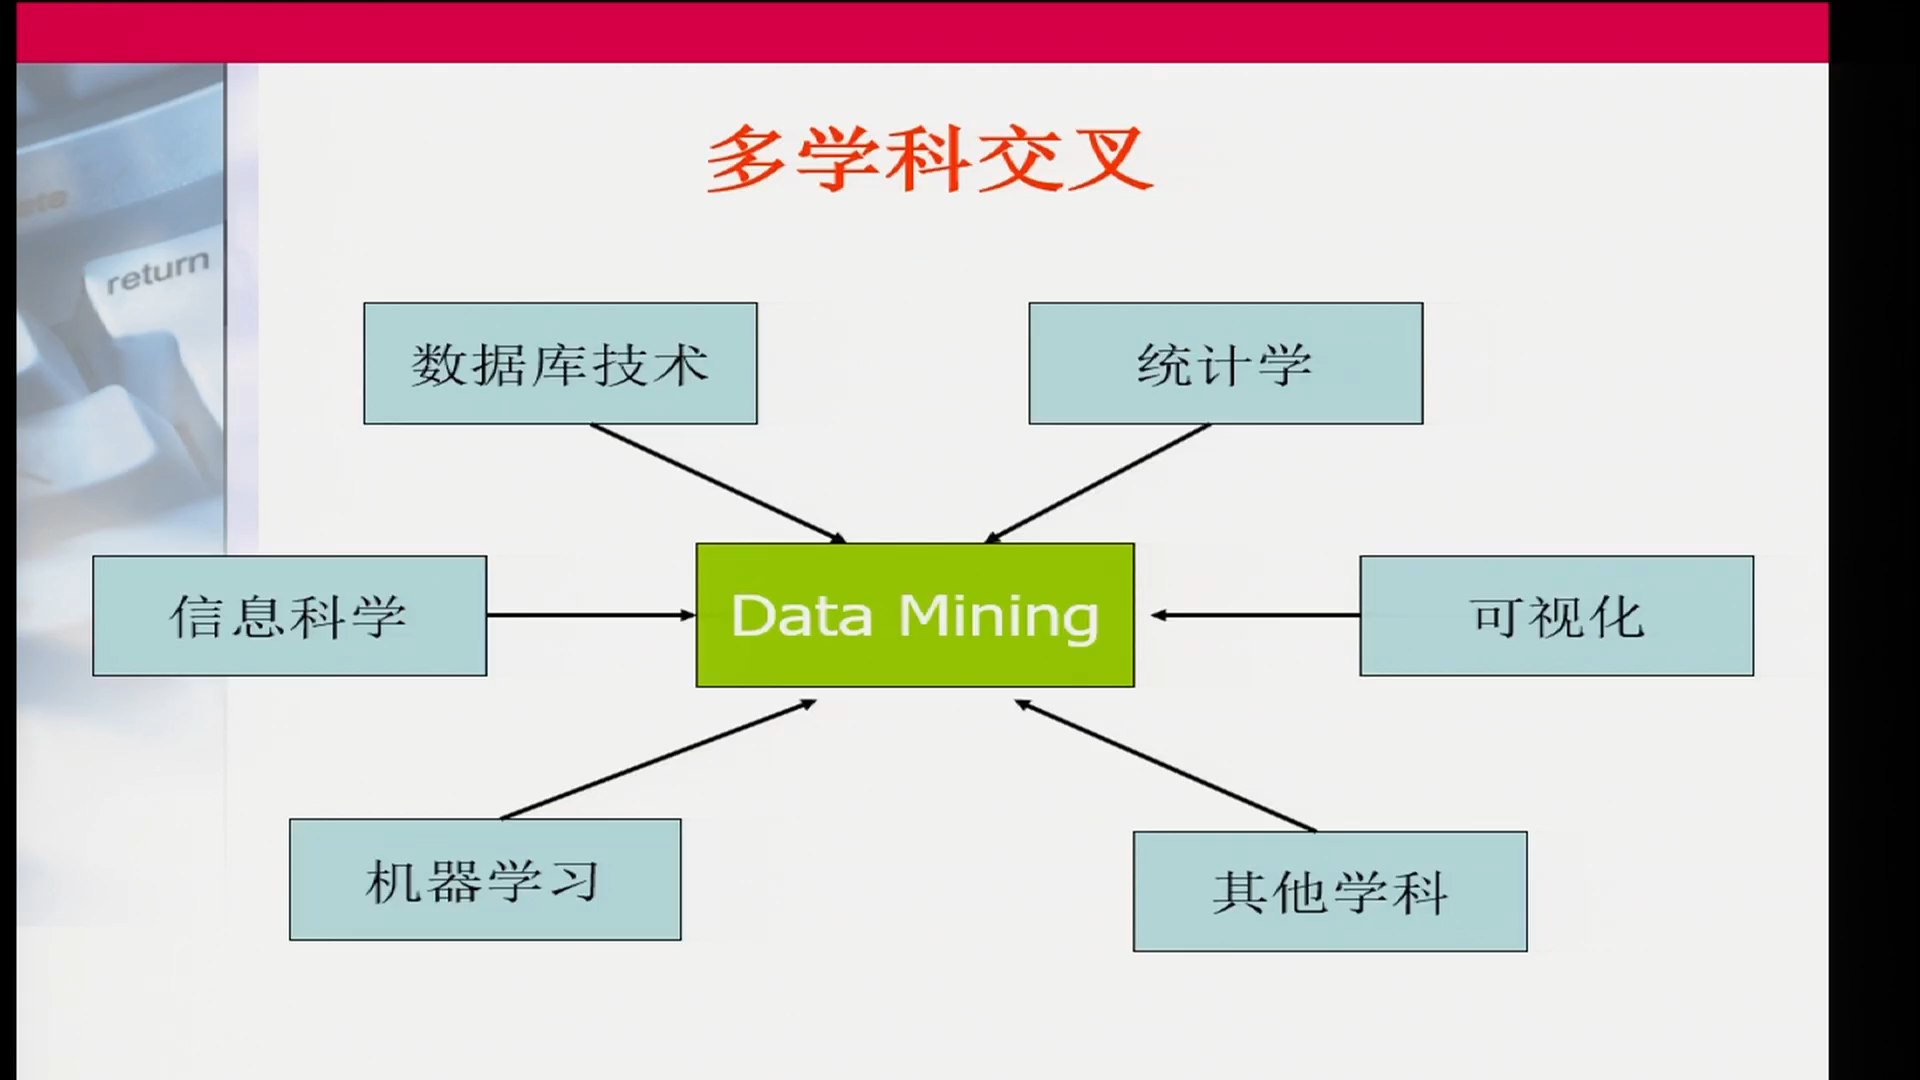 多学科交叉
return
数据库技术
统计学
信息科学
Data Mining
可视化
机器学习
其他学科